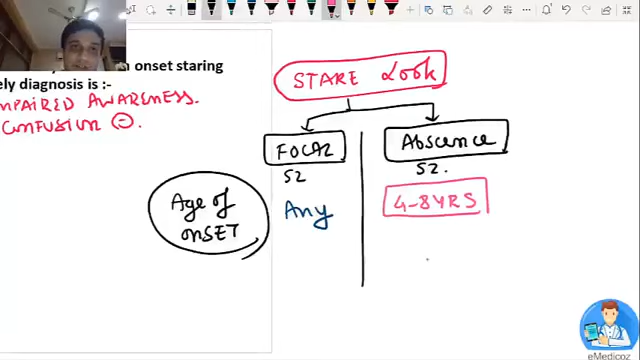 onset staring
ely diagnosis is :-
MPAIRED AWARENESS.
CONFUSION ⊖.
STARE Look
FOCAL
SZ
Abscence
SZ.
Age of
onSET
Any
4-8YRS
eMedicoz